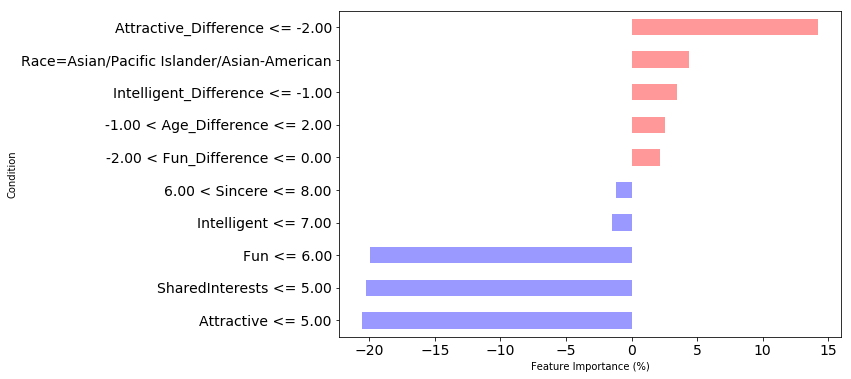 Attractive_Difference <= -2.00
Race=Asian/Pacific Islander/Asian-American
Intelligent_Difference <= -1.00
-1.00 < Age_Difference <= 2.00
-2.00 < Fun_Difference <= 0.00
6.00 < Sincere <= 8.00
Intelligent <= 7.00
Fun <= 6.00
SharedInterests <= 5.00
Attractive <= 5.00
Condition
−20 −15 −10 −5 0 5 10 15
Feature Importance (%)